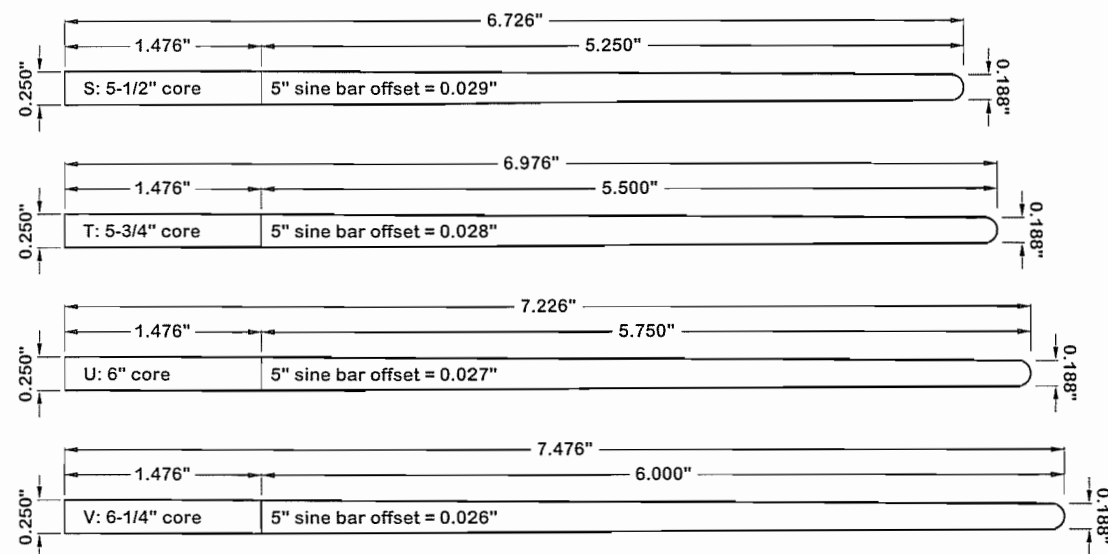 6.726"
1.476" 5.250"
0.250" S: 5-1/2" core 5" sine bar offset = 0.029" 0.188"
6.976"
1.476" 5.500"
0.250" T: 5-3/4" core 5" sine bar offset = 0.028" 0.188"
7.226"
1.476" 5.750"
0.250" U: 6" core 5" sine bar offset = 0.027" 0.188"
7.476"
1.476" 6.000"
0.250" V: 6-1/4" core 5" sine bar offset = 0.026" 0.188"